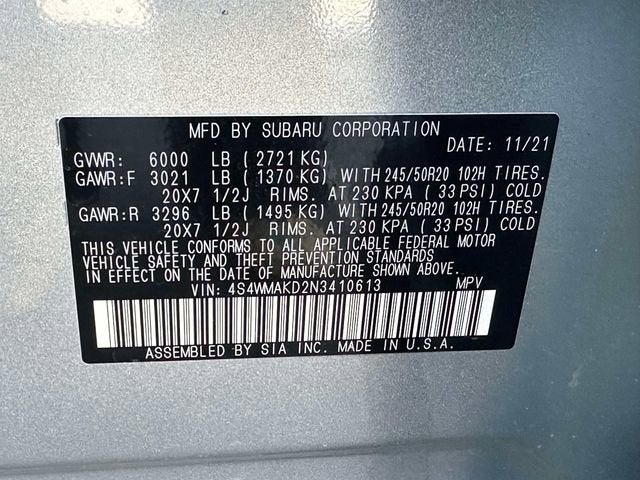 MFD BY SUBARU CORPORATION
DATE: 11/21
GVWR: 6000 LB ( 2721 KG)
GAWR:F 3021 LB ( 1370 KG) WITH 245/50R20 102H TIRES.
20X7 1/2J RIMS. AT 230 KPA ( 33 PSI) COLD
GAWR:R 3296 LB ( 1495 KG) WITH 245/50R20 102H TIRES.
20X7 1/2J RIMS. AT 230 KPA ( 33 PSI) COLD
THIS VEHICLE CONFORMS TO ALL APPLICABLE FEDERAL MOTOR
VEHICLE SAFETY AND THEFT PREVENTION STANDARDS
IN EFFECT ON THE DATE OF MANUFACTURE SHOWN ABOVE.
VIN: 4S4WMAKD2N3410613 MPV
ASSEMBLED BY SIA INC. MADE IN U.S.A.